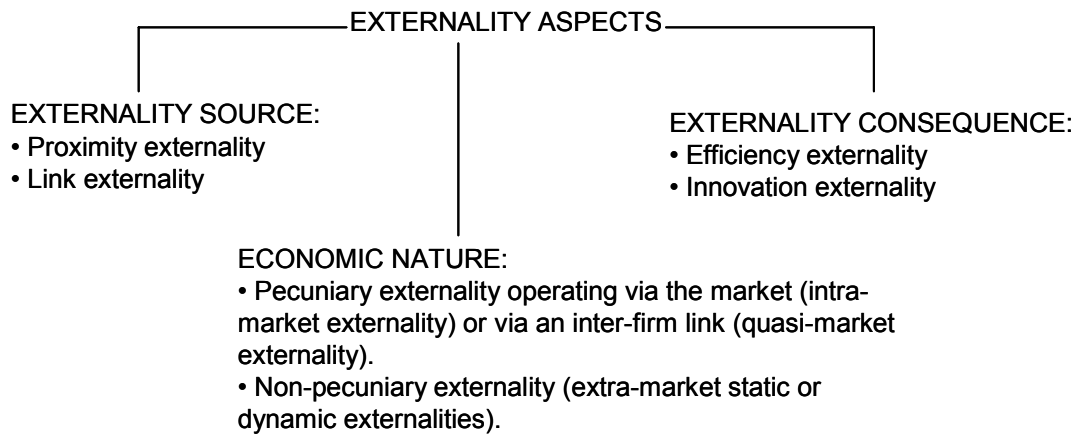 EXTERNALITY ASPECTS
EXTERNALITY SOURCE:
• Proximity externality
• Link externality
EXTERNALITY CONSEQUENCE:
• Efficiency externality
• Innovation externality
ECONOMIC NATURE:
• Pecuniary externality operating via the market (intra-
market externality) or via an inter-firm link (quasi-market
externality).
• Non-pecuniary externality (extra-market static or
dynamic externalities).